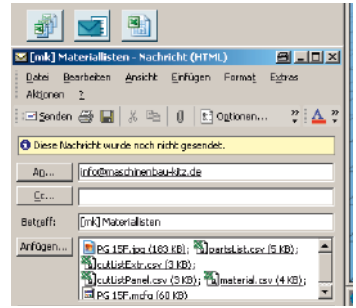 [mk] Materiallisten - Nachricht (HTML)
Datei Bearbeiten Ansicht Einfügen Format Extras
Aktionen ?
Senden Optionen...
Diese Nachricht wurde noch nicht gesendet.
An... info@maschinenbau-kitz.de
Cc...
Betreff: [mk] Materiallisten
Anfügen... PG 15F.jpg (183 KB); partsList.csv (5 KB);
cutListExtr.csv (3 KB);
cutListPanel.csv (3 KB); material.csv (4 KB);
PG 15F.mfg (60 KB)